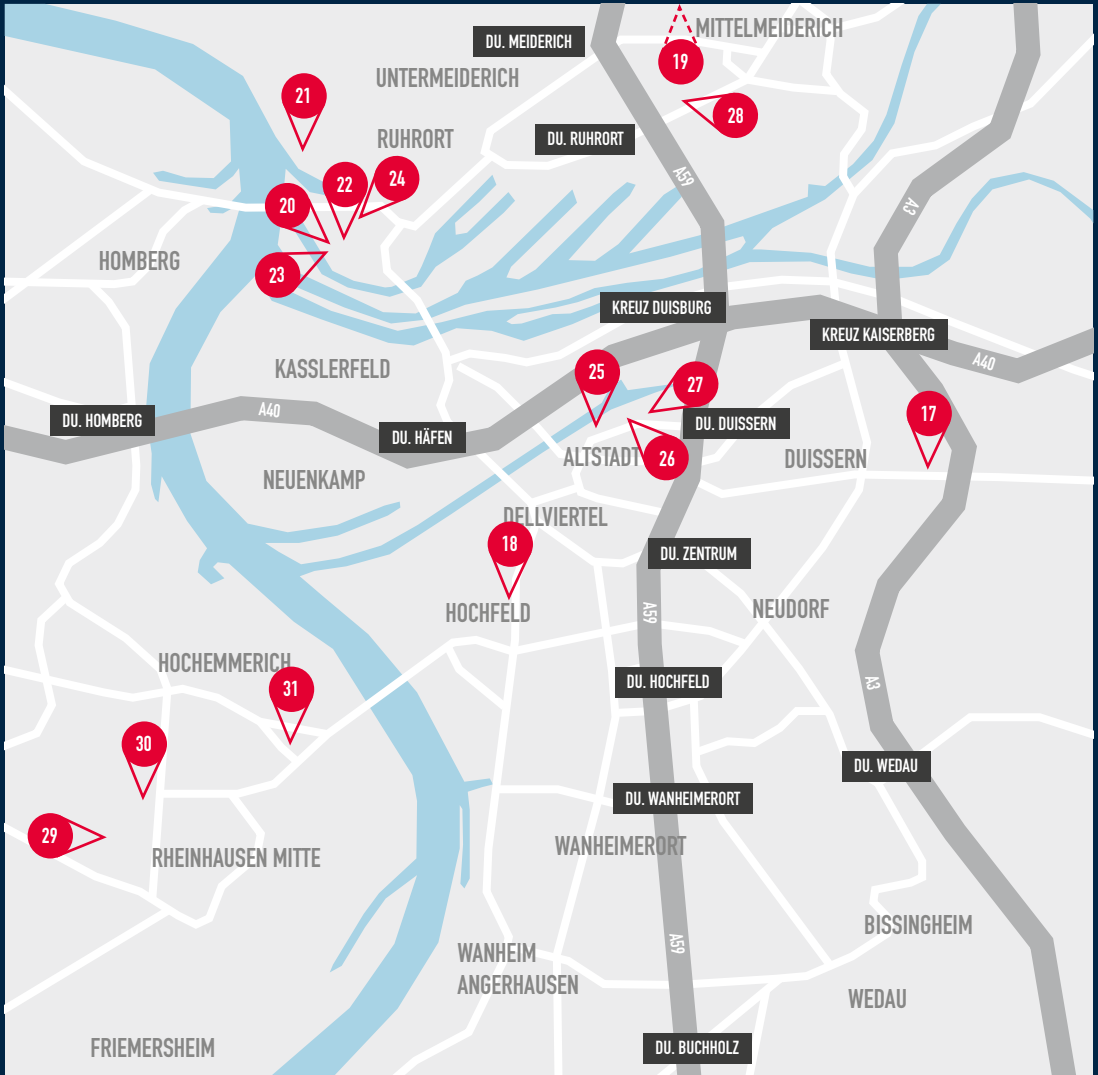 MITTELMEIDERICH
DU. MEIDERICH
19
UNTERMEIDERICH
21
28
RUHRORT
DU. RUHRORT
A59
24
22
20
A3
HOMBERG
23
KREUZ DUISBURG
KREUZ KAISERBERG
A40
KASSLERFELD
25
27
A40
DU. HOMBERG
17
DU. DUISSERN
DU. HÄFEN
ALTSTADT
26
DUISSERN
NEUENKAMP
DELLVIERTEL
18
DU. ZENTRUM
HOCHFELD
A59
NEUDORF
HOCHEMMERICH
DU. HOCHFELD
A3
31
30
DU. WEDAU
DU. WANHEIMERORT
29
WANHEIMERORT
RHEINHAUSEN MITTE
BISSINGHEIM
A59
WANHEIM
ANGERHAUSEN
WEDAU
FRIEMERSHEIM
DU. BUCHHOLZ